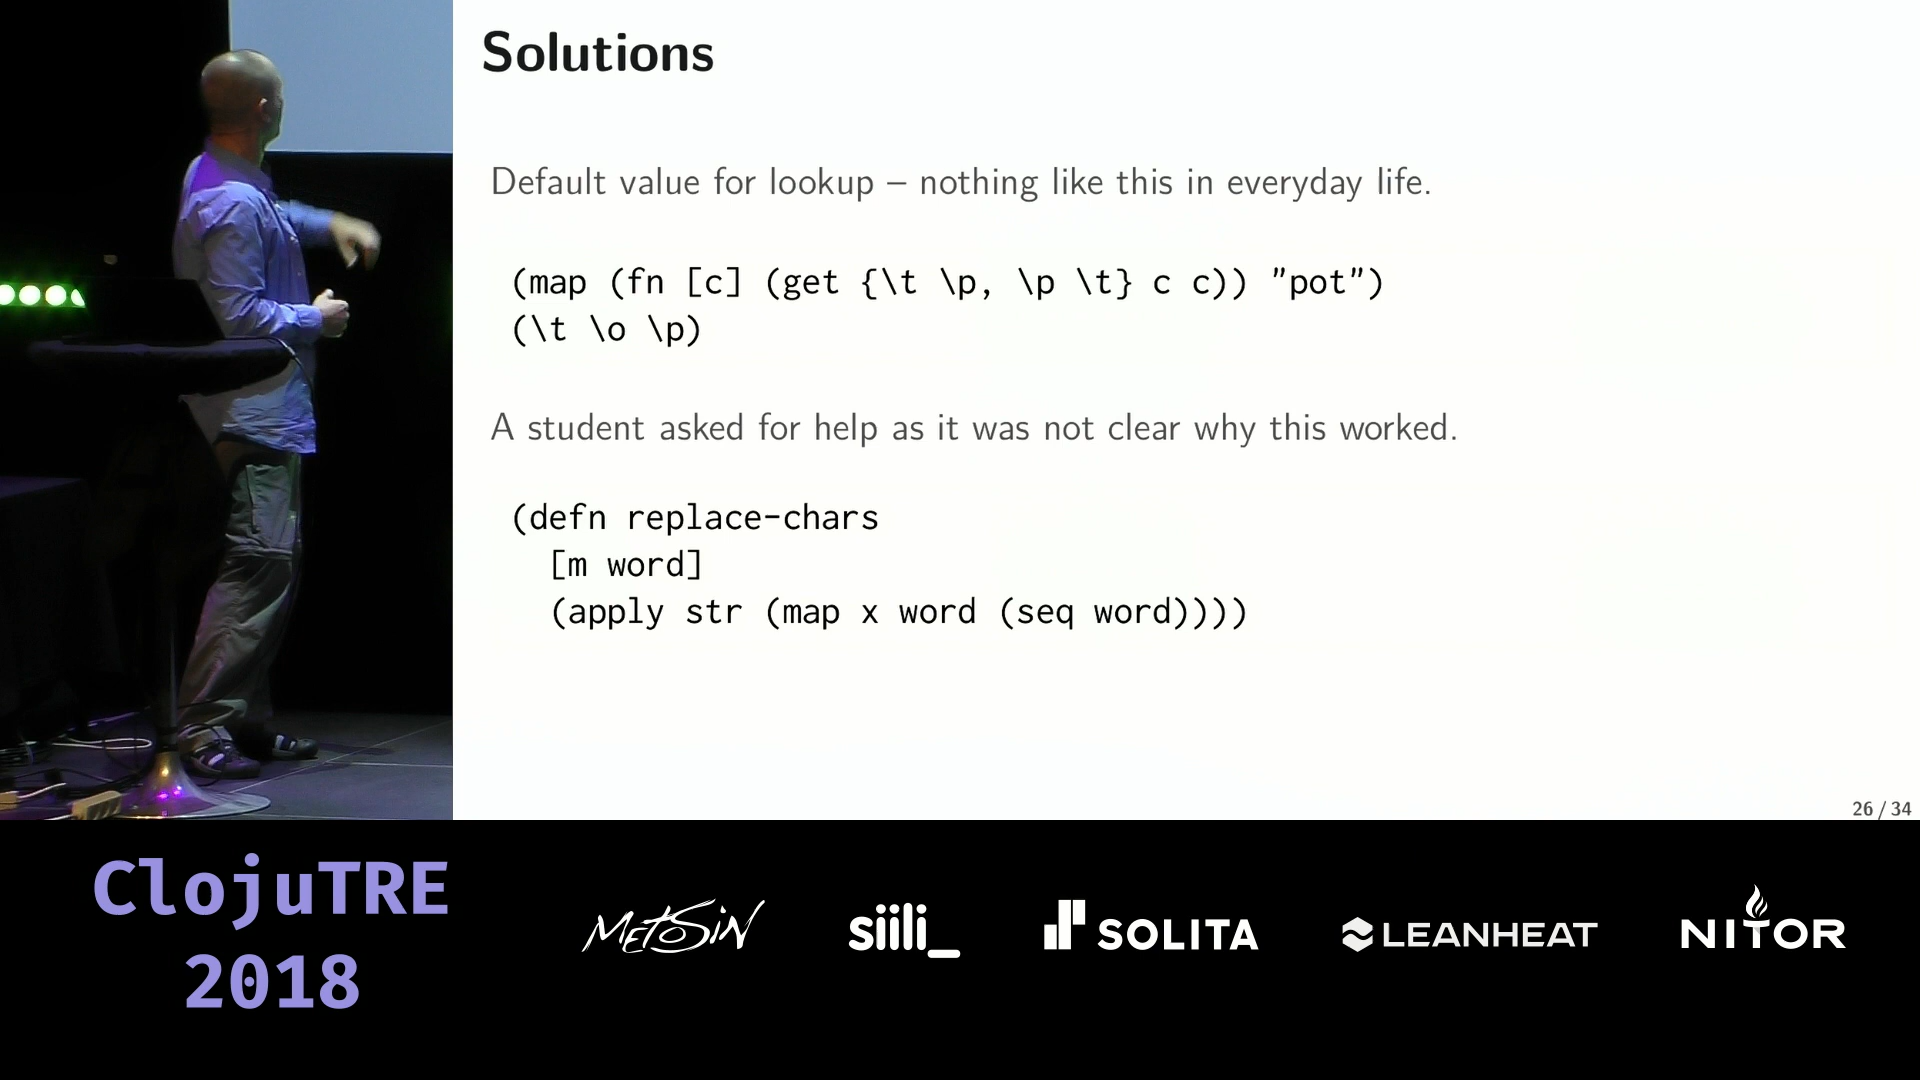 Solutions
Default value for lookup – nothing like this in everyday life.
(map (fn [c] (get {\t \p, \p \t} c c)) "pot")
(\t \o \p)
A student asked for help as it was not clear why this worked.
(defn replace-chars
[m word]
(apply str (map x word (seq word))))
26 / 34
ClojuTRE
2018
METOSIN
siili_
SOLITA
LEANHEAT
NITOR